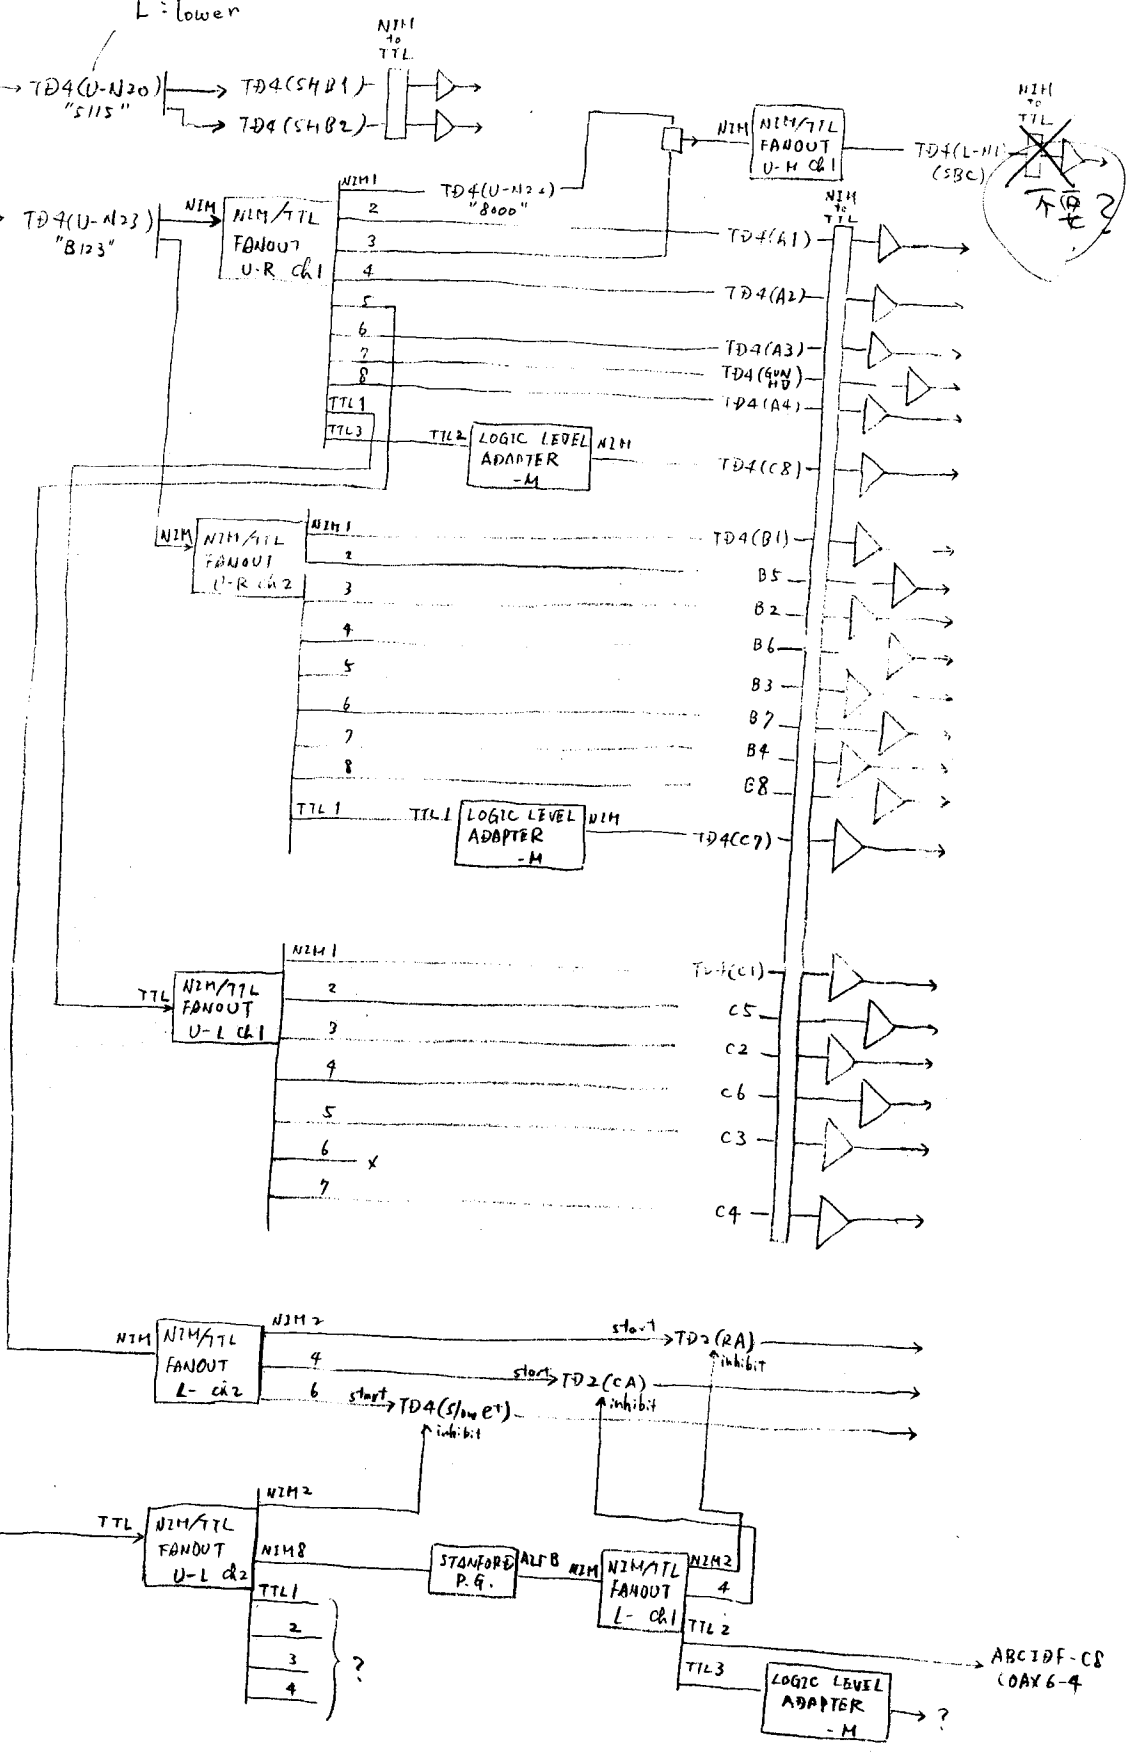 L : lower
NIM
to
TTL
TD4(U-N20)
"5115"
TD4(SHB1)
TD4(SHB2)
NIM
NIM/TTL
FANOUT
U-M ch1
TD4(L-N1)
(SBC)
NIM
to
TTL
不要?
TD4(U-N23)
"B123"
NIM
NIM/TTL
FANOUT
U-R ch1
NIM1
TD4(U-N22)
"8000"
2
3
4
5
6
7
8
TTL1
TTL3
TTL2
LOGIC LEVEL
ADAPTER
-M
NIM
NIM
to
TTL
TD4(A1)
TD4(A2)
TD4(A3)
TD4(GUN
HV)
TD4(A4)
TD4(C8)
NIM
NIM/TTL
FANOUT
U-R ch2
NIM1
2
3
4
5
6
7
8
TTL1
TTL1
LOGIC LEVEL
ADAPTER
-M
NIM
TD4(B1)
B5
B2
B6
B3
B7
B4
B8
TD4(C7)
TTL
NIM/TTL
FANOUT
U-L ch1
NIM1
2
3
4
5
6 x
7
TD4(C1)
C5
C2
C6
C3
C4
NIM
NIM/TTL
FANOUT
L- ch2
NIM2
4
6
start TD2(RA)
inhibit
start TD2(CA)
inhibit
start TD4(slow e+)
inhibit
TTL
NIM/TTL
FANOUT
U-L ch2
NIM2
NIM8
TTL1
2
3
4
?
STANFORD
P.G.
NIM
NIM/TTL
FANOUT
L- ch1
NIM2
4
TTL2
TTL3
ABCIDF-C8
COAX6-4
LOGIC LEVEL
ADAPTER
-M
?